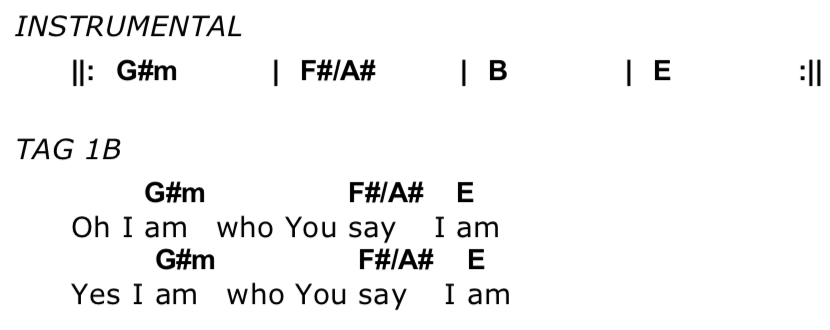 INSTRUMENTAL
||: G#m | F#/A# | B | E :||
TAG 1B
G#m F#/A# E
Oh I am who You say I am
G#m F#/A# E
Yes I am who You say I am